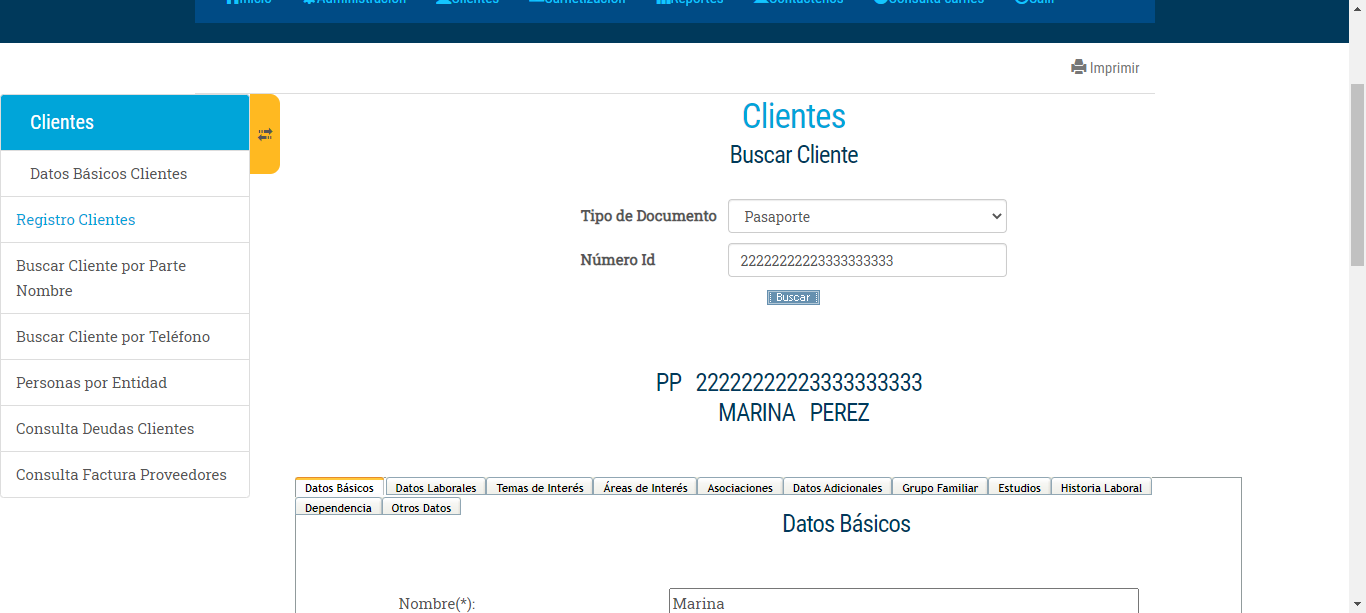 Inicio Administración Clientes Carnetización Reportes Contáctenos Consulta carnés Salir
Imprimir
Clientes
Datos Básicos Clientes
Registro Clientes
Buscar Cliente por Parte
Nombre
Buscar Cliente por Teléfono
Personas por Entidad
Consulta Deudas Clientes
Consulta Factura Proveedores
Clientes
Buscar Cliente
Tipo de Documento Pasaporte
Número Id 22222222223333333333
Buscar
PP 22222222223333333333
MARINA PEREZ
Datos Básicos Datos Laborales Temas de Interés Áreas de Interés Asociaciones Datos Adicionales Grupo Familiar Estudios Historia Laboral
Dependencia Otros Datos
Datos Básicos
Nombre(*): Marina